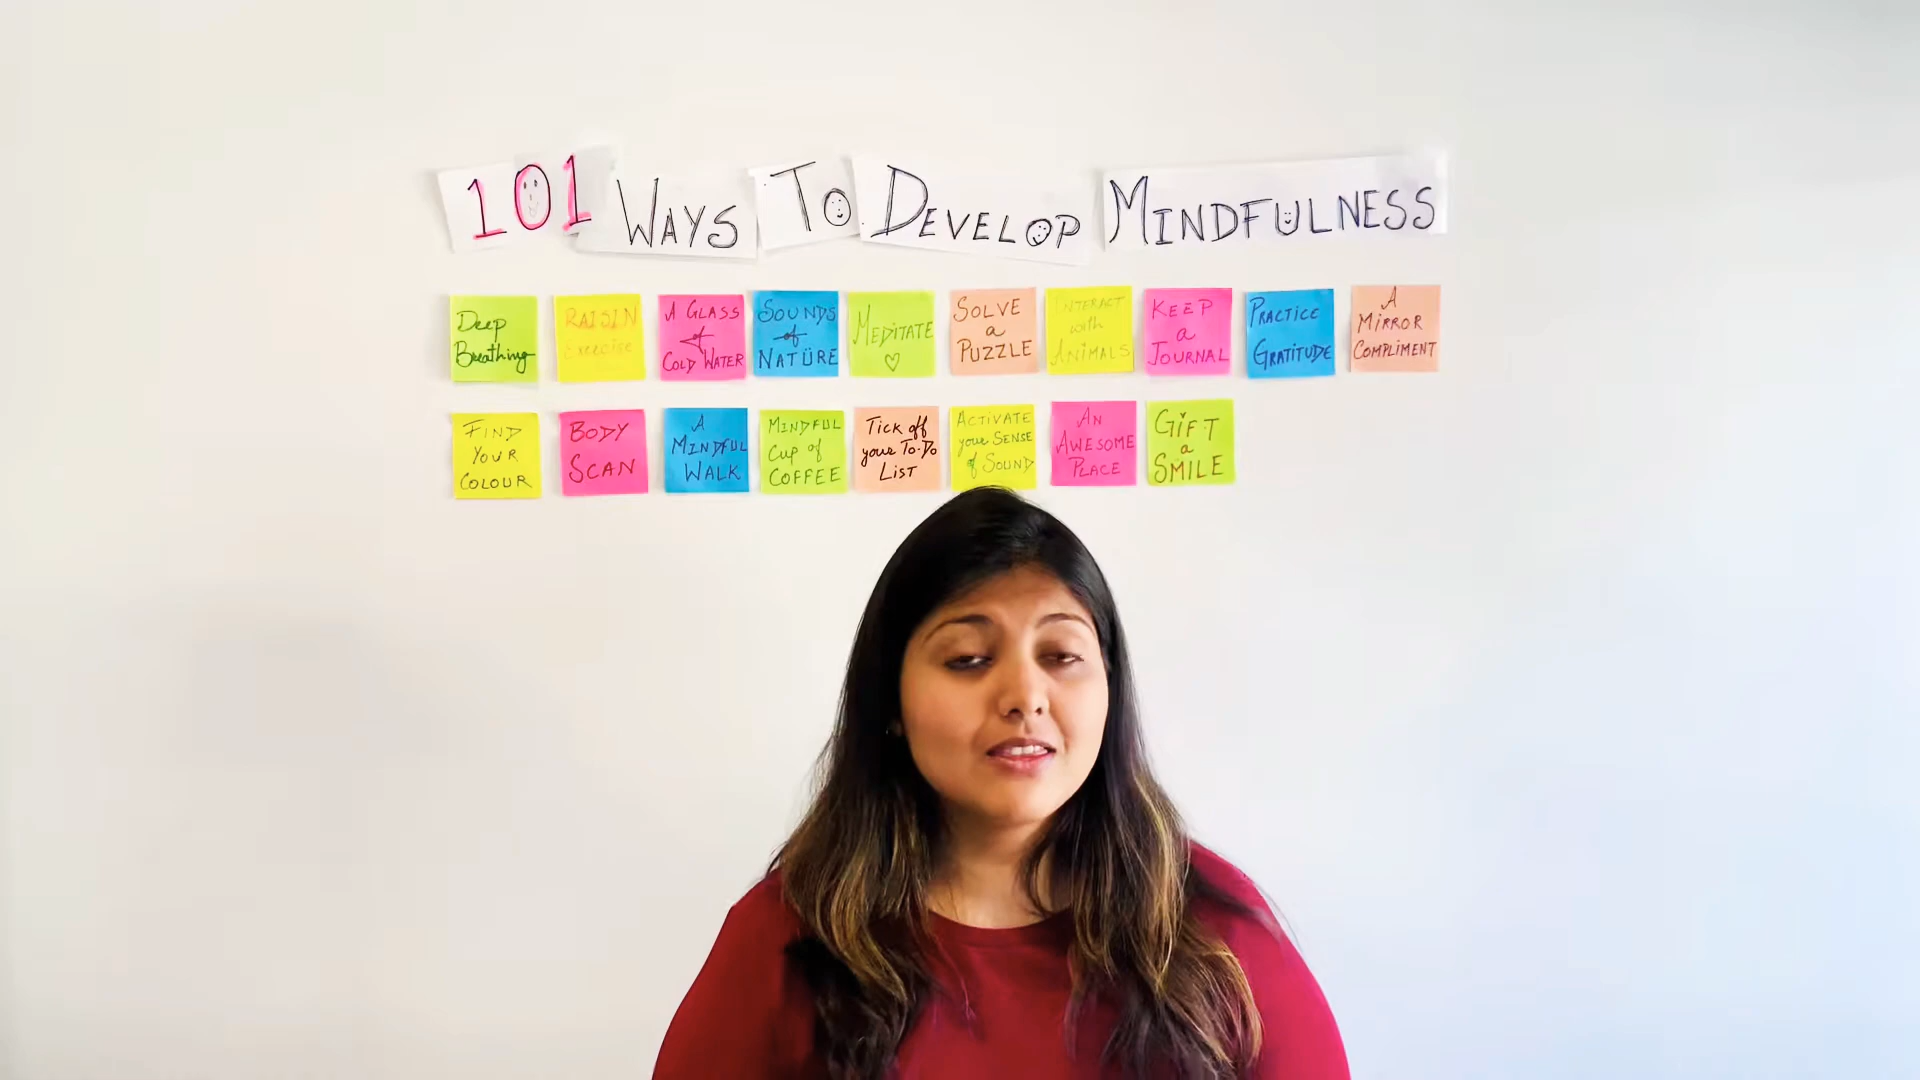 101 WAYS TO DEVELOP MINDFULNESS
Deep
Breathing
RAISIN
Exercise
A GLASS
of
COLD WATER
SOUNDS
of
NATURE
MEDITATE
SOLVE
a
PUZZLE
INTERACT
with
ANIMALS
KEEP
a
JOURNAL
PRACTICE
GRATITUDE
A
MIRROR
COMPLIMENT
FIND
YOUR
COLOUR
BODY
SCAN
A
MINDFUL
WALK
MINDFUL
Cup of
COFFEE
Tick off
your To-Do
List
ACTIVATE
your SENSE
of SOUND
AN
AWESOME
PLACE
GIFT
a
SMILE